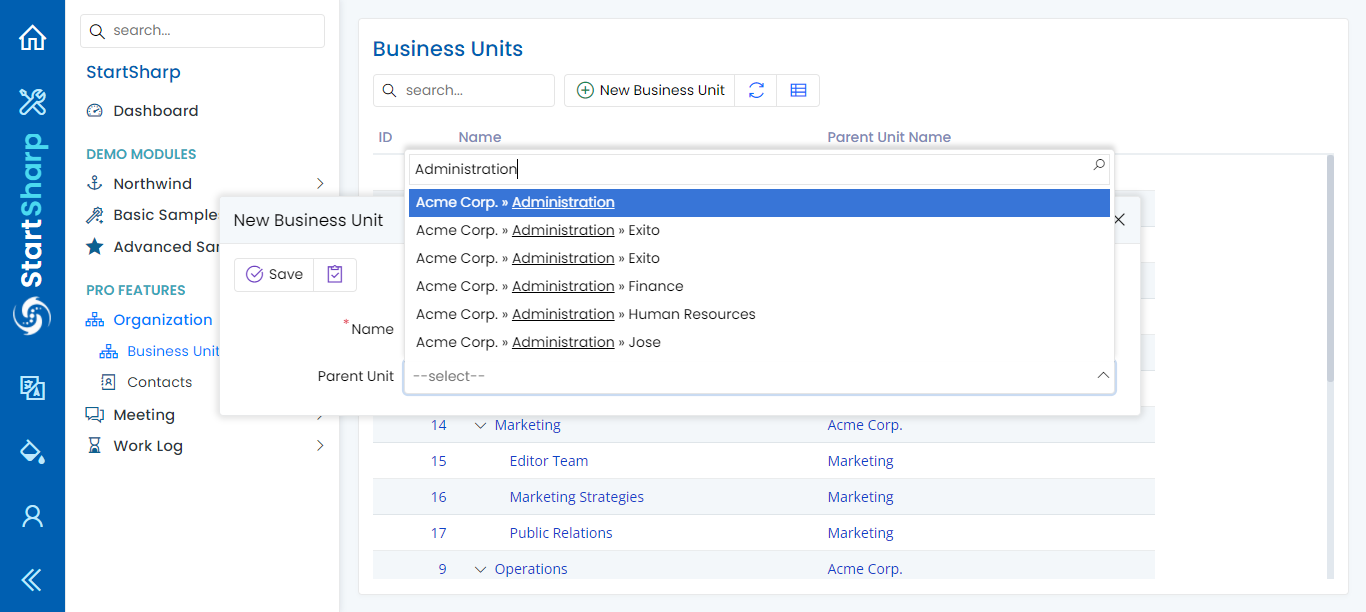 StartSharp
search...
StartSharp
Dashboard
DEMO MODULES
Northwind
Basic Sample
Advanced Sar
PRO FEATURES
Organization
Business Unit
Contacts
Meeting
Work Log
Business Units
search...
New Business Unit
ID Name Parent Unit Name
New Business Unit
Save
* Name
Parent Unit
Administration
Acme Corp. » Administration
Acme Corp. » Administration » Exito
Acme Corp. » Administration » Exito
Acme Corp. » Administration » Finance
Acme Corp. » Administration » Human Resources
Acme Corp. » Administration » Jose
--select--
14 Marketing Acme Corp.
15 Editor Team Marketing
16 Marketing Strategies Marketing
17 Public Relations Marketing
9 Operations Acme Corp.